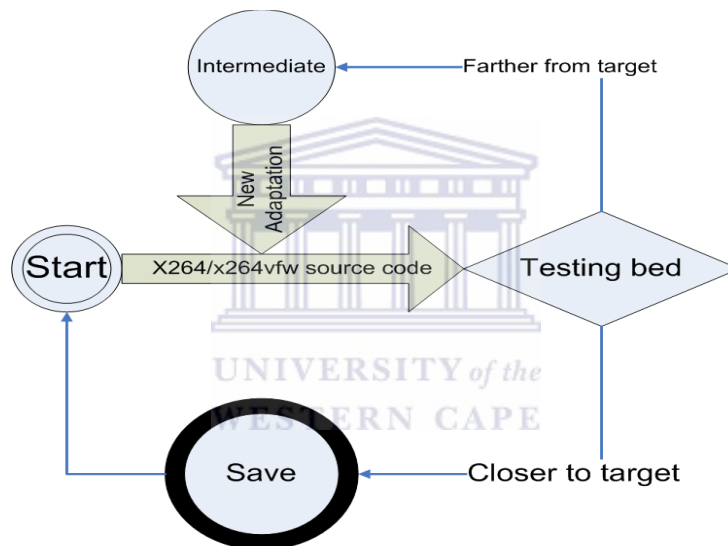 Intermediate
Farther from target
New
Adaptation
Start
X264/x264vfw source code
Testing bed
UNIVERSITY of the
WESTERN CAPE
Save
Closer to target